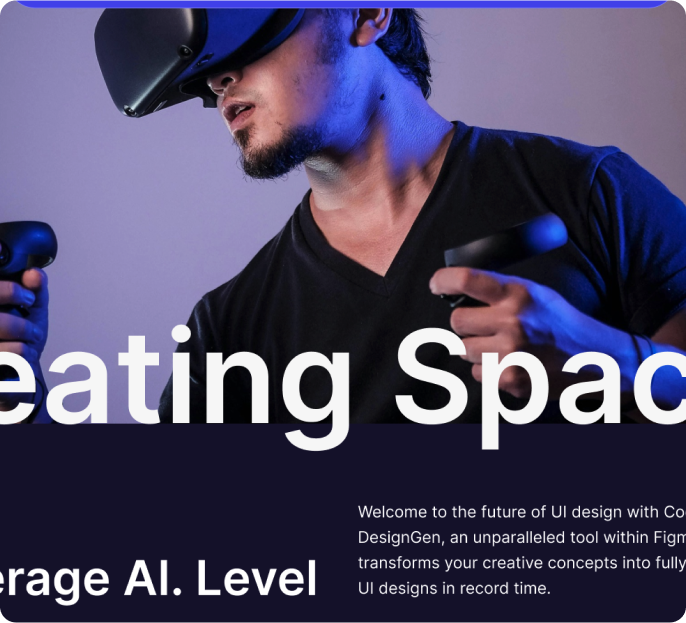 eating Spac
erage AI. Level
Welcome to the future of UI design with Co
DesignGen, an unparalleled tool within Figm
transforms your creative concepts into fully
UI designs in record time.